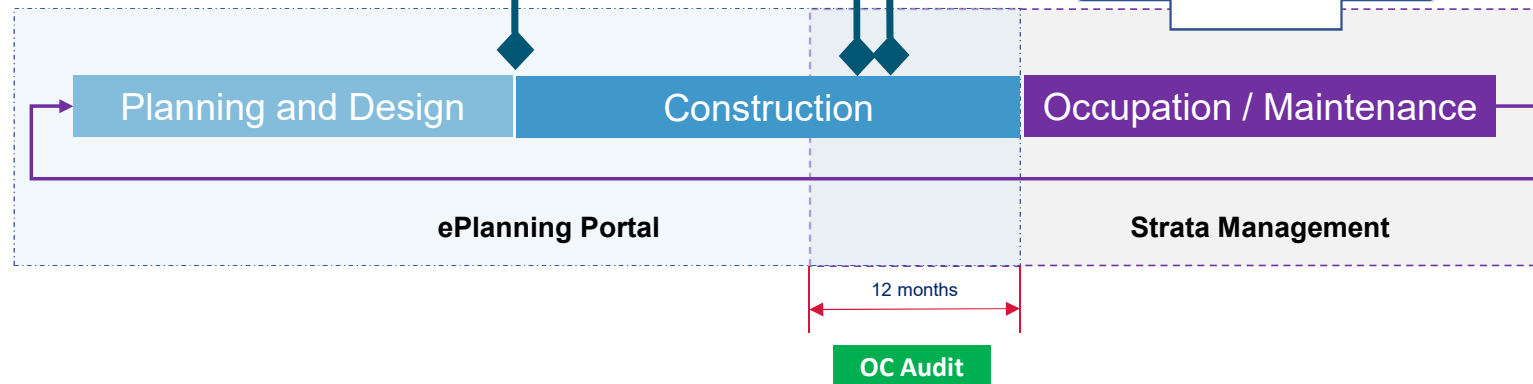 Planning and Design
Construction
Occupation / Maintenance
ePlanning Portal
Strata Management
12 months
OC Audit